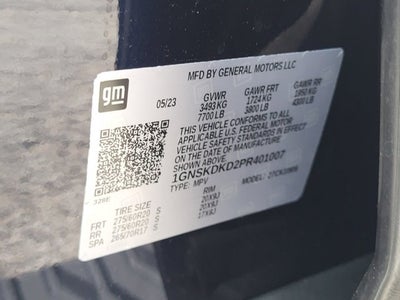 gm
MFD BY GENERAL MOTORS LLC
05/23 GVWR GAWR FRT GAWR RR
3493 KG 1724 KG 1950 KG
7700 LB 3800 LB 4300 LB
THIS VEHICLE CONFORMS TO ALL
APPLICABLE U.S. FEDERAL MOTOR
VEHICLE SAFETY AND THEFT
PREVENTION STANDARDS IN EFFECT ON
THE DATE OF MANUFACTURE
SHOWN ABOVE
1GNSKDKD2PR401007
TYPE: MPV MODEL:
TIRE SIZE RIM
FRT 275/60R20 S 20X9J
RR 275/60R20 S 20X9J
SPA 265/70R17 S 17X8J